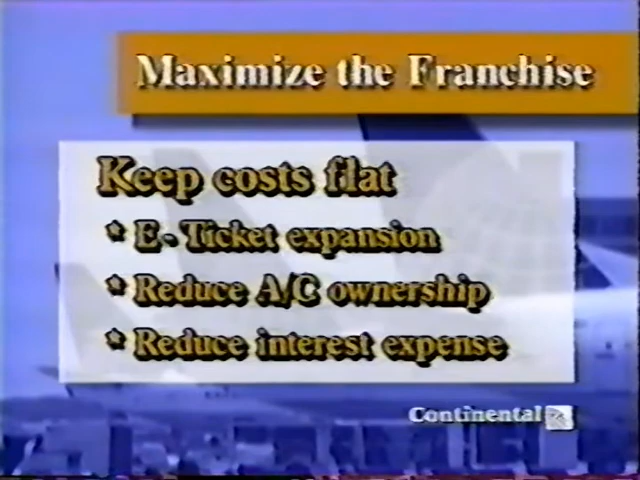 Maximize the Franchise
Keep costs flat
* E-Ticket expansion
* Reduce A/C ownership
* Reduce interest expense
Continental